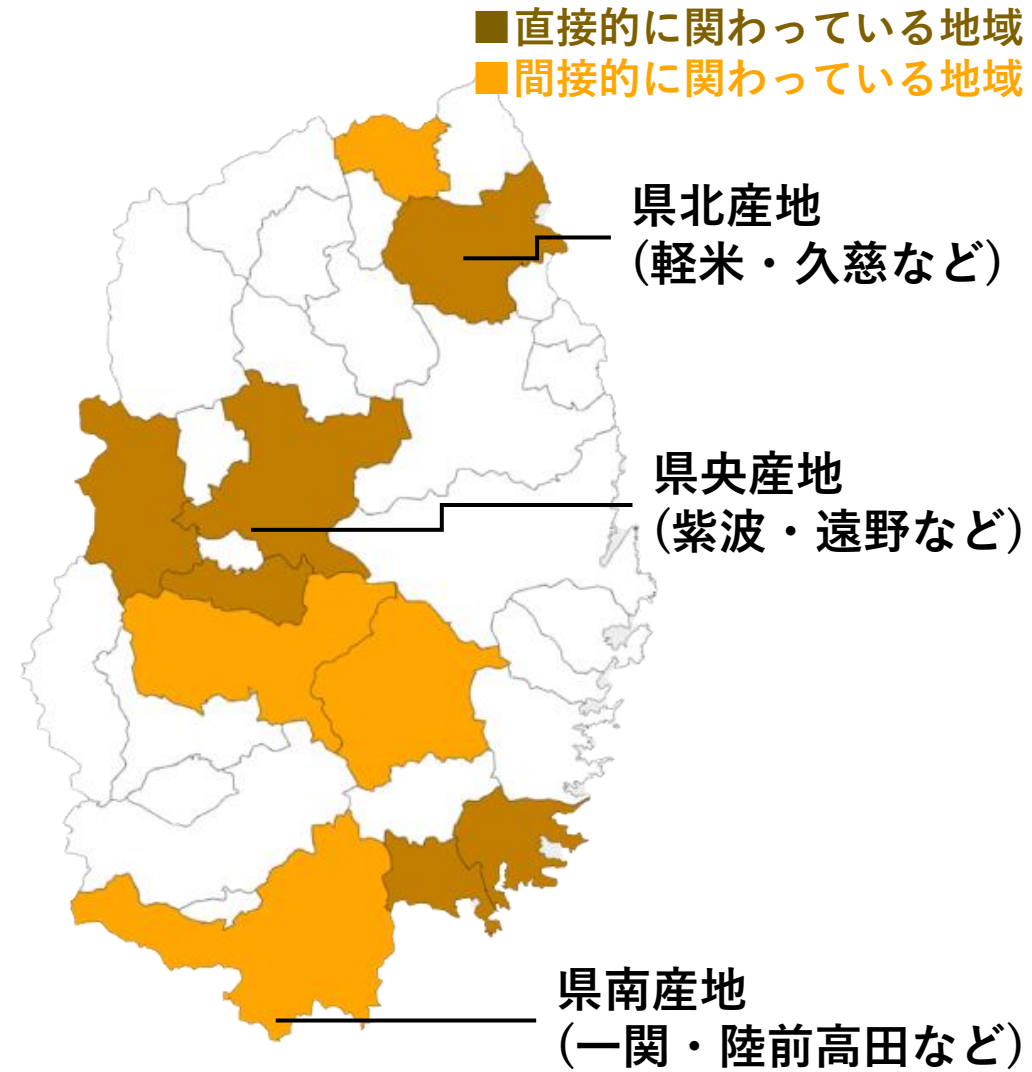 ■直接的に関わっている地域
■間接的に関わっている地域
県北産地
(軽米・久慈など)
県央産地
(紫波・遠野など)
県南産地
(一関・陸前高田など)